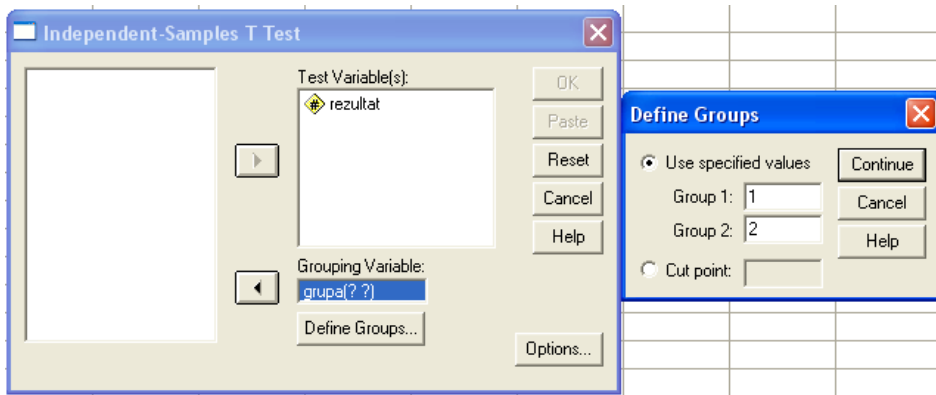 Independent-Samples T Test
Test Variable(s):
rezultat
OK
Paste
Reset
Cancel
Help
Grouping Variable:
grupa(? ?)
Define Groups...
Options...
Define Groups
Use specified values
Group 1: 1
Group 2: 2
Cut point:
Continue
Cancel
Help